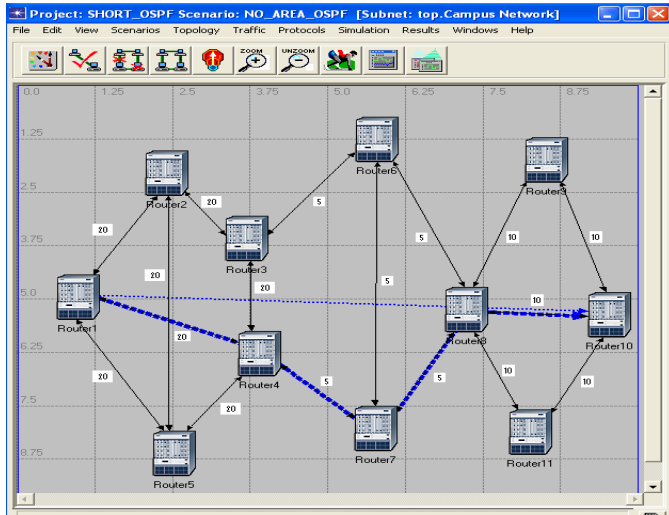 Project: SHORT_OSPF Scenario: NO_AREA_OSPF [Subnet: top.Campus Network]
File Edit View Scenarios Topology Traffic Protocols Simulation Results Windows Help
ZOOM UNZOOM
0.0 1.25 2.5 3.75 5.0 6.25 7.5 8.75
1.25
2.5
3.75
5.0
6.25
7.5
8.75
Router6
Router9
Router2
20
5
Router3
20
20
5
10
10
5
20
10
Router1
20
Router8
Router10
Router4
20
5
5
10
10
20
Router7
Router11
Router5